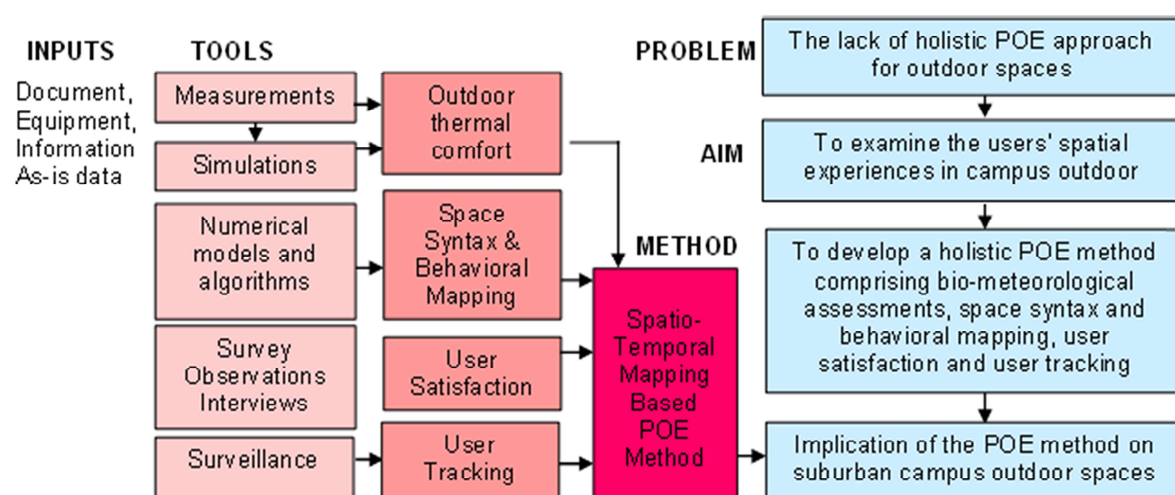 INPUTS
Document,
Equipment,
Information
As-is data
TOOLS
Measurements
Simulations
Numerical
models and
algorithms
Survey
Observations
Interviews
Surveillance
Outdoor
thermal
comfort
Space
Syntax &
Behavioral
Mapping
User
Satisfaction
User
Tracking
METHOD
Spatio-
Temporal
Mapping
Based
POE
Method
PROBLEM
The lack of holistic POE approach
for outdoor spaces
AIM
To examine the users' spatial
experiences in campus outdoor
To develop a holistic POE method
comprising bio-meteorological
assessments, space syntax and
behavioral mapping, user
satisfaction and user tracking
Implication of the POE method on
suburban campus outdoor spaces